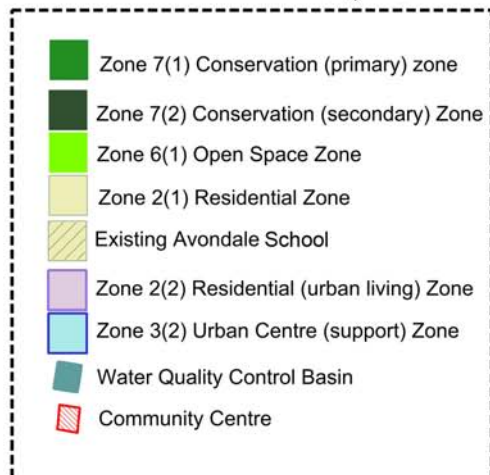 Zone 7(1) Conservation (primary) zone
Zone 7(2) Conservation (secondary) Zone
Zone 6(1) Open Space Zone
Zone 2(1) Residential Zone
Existing Avondale School
Zone 2(2) Residential (urban living) Zone
Zone 3(2) Urban Centre (support) Zone
Water Quality Control Basin
Community Centre